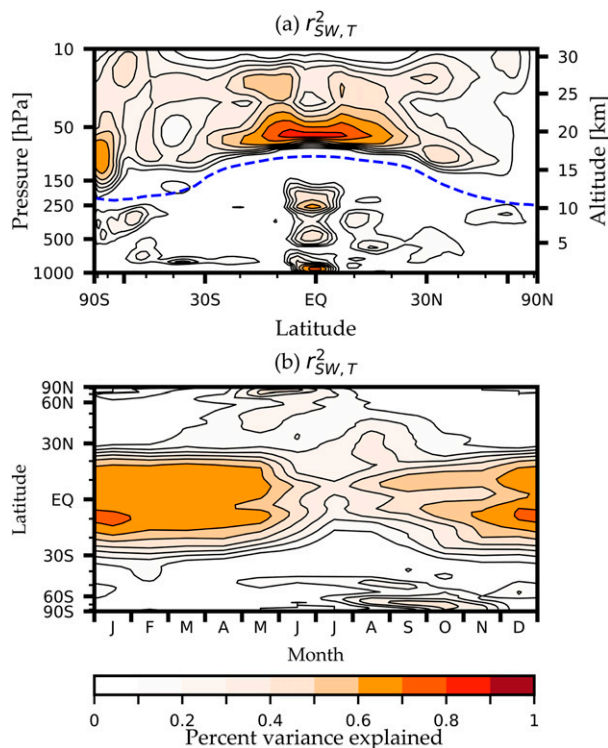 (a) r²_SW,T
10
50
150
250
500
1000
Pressure [hPa]
30
25
20
15
10
5
Altitude [km]
90S 30S EQ 30N 90N
Latitude
(b) r²_SW,T
90N
60N
30N
EQ
30S
60S
90S
Latitude
J F M A M J J A S O N D
Month
0 0.2 0.4 0.6 0.8 1
Percent variance explained